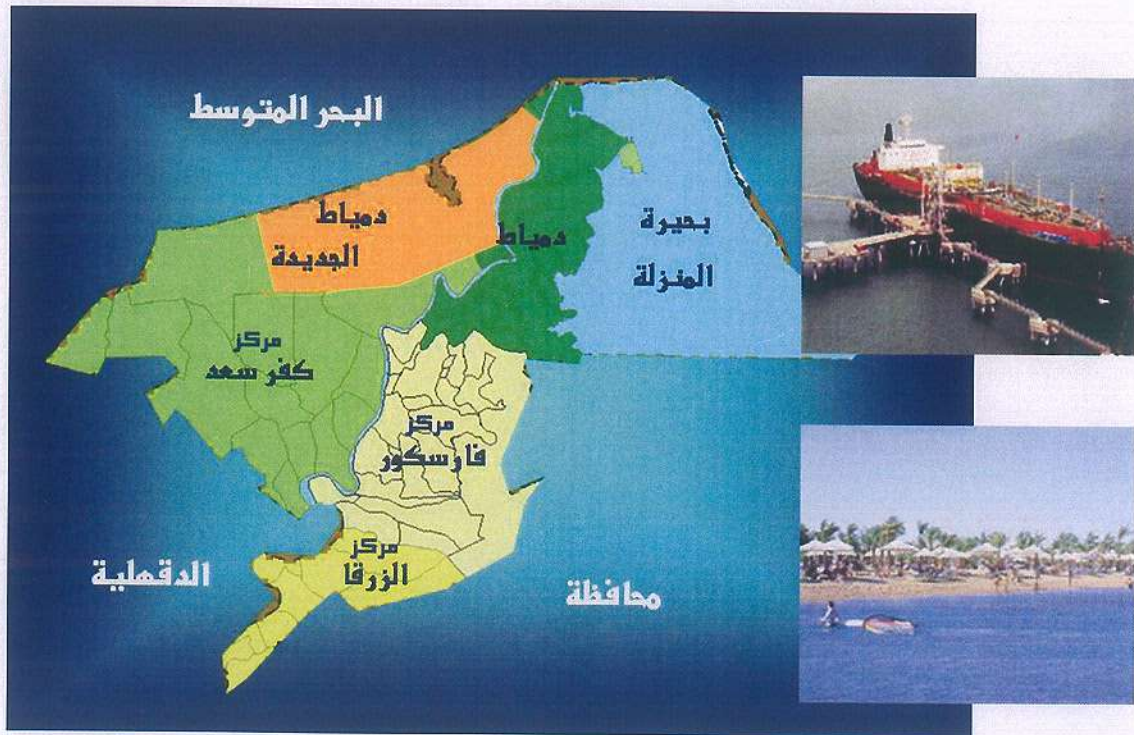 البحر المتوسط
دمياط
الجديدة
دمياط
بحيرة
المنزلة
مركز
كفر سعد
مركز
فارسكور
مركز
الزرقا
محافظة
الدقهلية